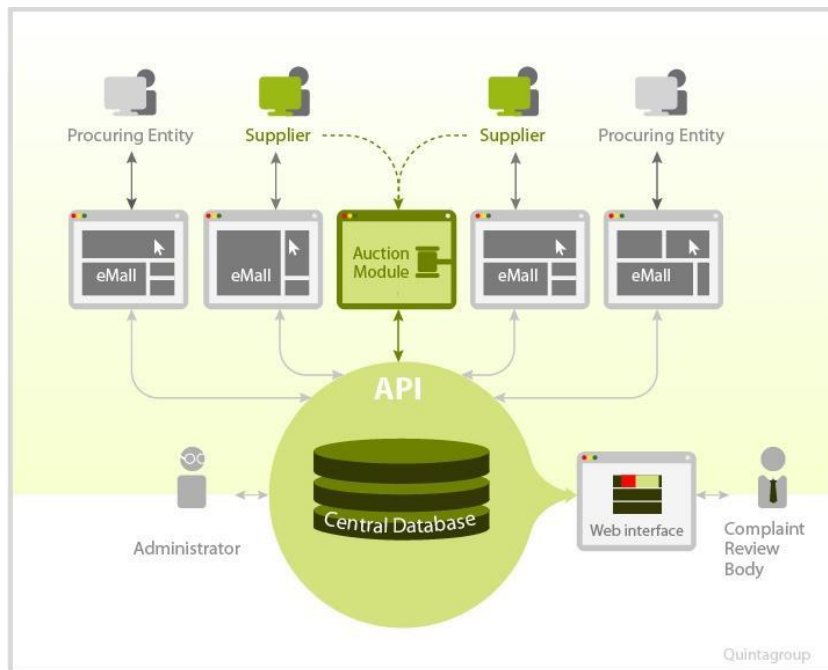 Procuring Entity
Supplier
Supplier
Procuring Entity
eMall
eMall
Auction
Module
eMall
eMall
API
Central Database
Administrator
Web interface
Complaint
Review
Body
Quintagroup